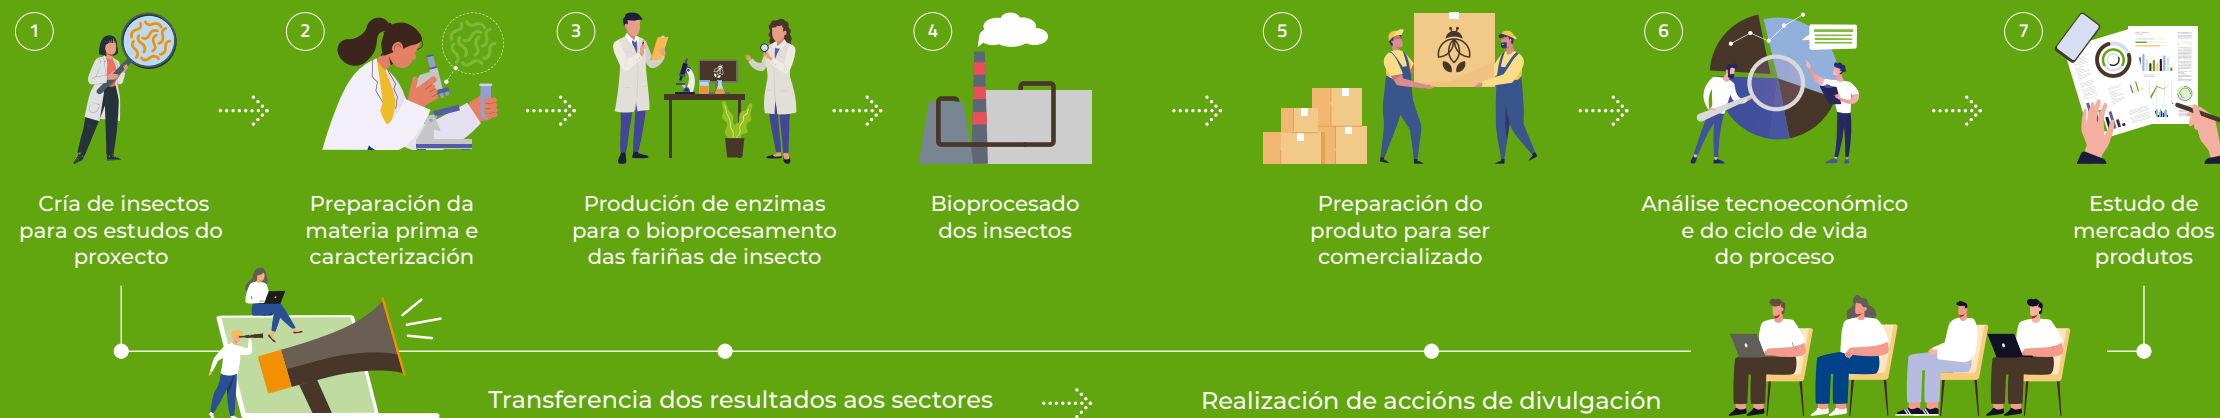 1
Cría de insectos
para os estudos do
proxecto
2
Preparación da
materia prima e
caracterización
3
Produción de enzimas
para o bioprocesamento
das fariñas de insecto
4
Bioprocesado
dos insectos
5
Preparación do
produto para ser
comercializado
6
Análise tecnoeconómico
e do ciclo de vida
do proceso
7
Estudo de
mercado dos
produtos
Transferencia dos resultados aos sectores
Realización de accións de divulgación